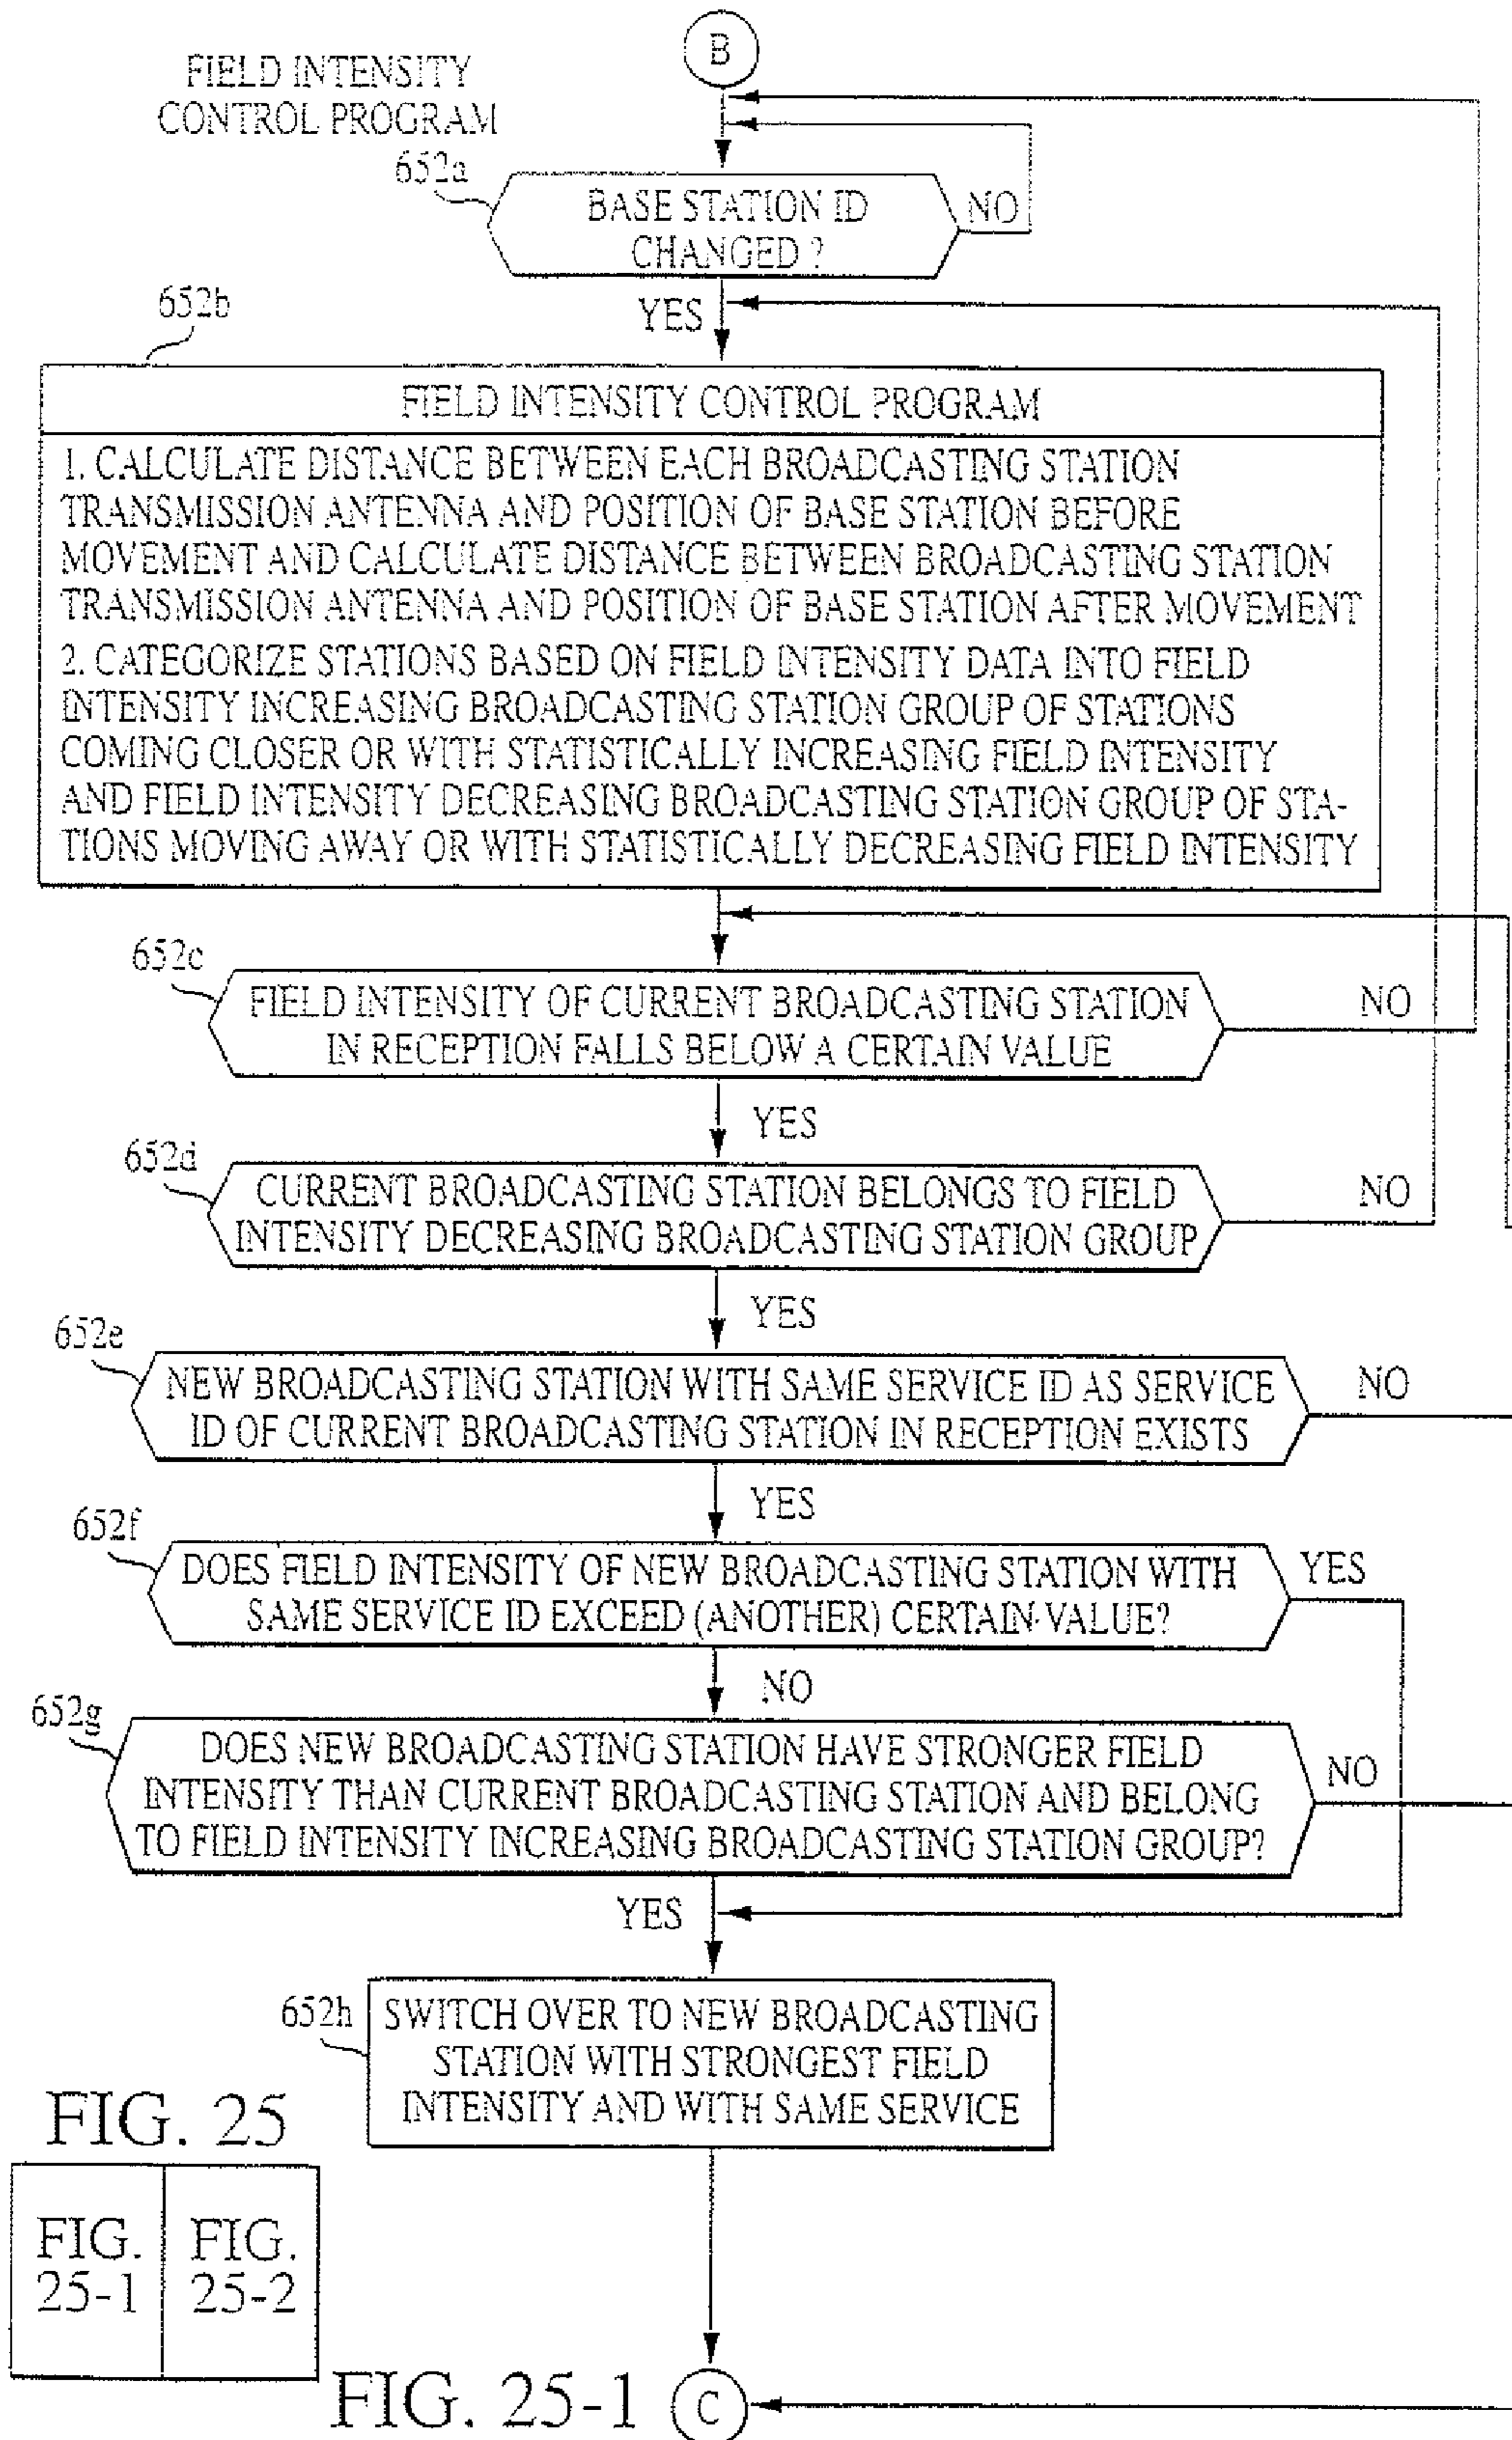 B
FIELD INTENSITY
CONTROL PROGRAM
652a
BASE STATION ID
CHANGED ?
NO
YES
652b
FIELD INTENSITY CONTROL PROGRAM
1. CALCULATE DISTANCE BETWEEN EACH BROADCASTING STATION
TRANSMISSION ANTENNA AND POSITION OF BASE STATION BEFORE
MOVEMENT AND CALCULATE DISTANCE BETWEEN BROADCASTING STATION
TRANSMISSION ANTENNA AND POSITION OF BASE STATION AFTER MOVEMENT
2. CATEGORIZE STATIONS BASED ON FIELD INTENSITY DATA INTO FIELD
INTENSITY INCREASING BROADCASTING STATION GROUP OF STATIONS
COMING CLOSER OR WITH STATISTICALLY INCREASING FIELD INTENSITY
AND FIELD INTENSITY DECREASING BROADCASTING STATION GROUP OF STA-
TIONS MOVING AWAY OR WITH STATISTICALLY DECREASING FIELD INTENSITY
652c
FIELD INTENSITY OF CURRENT BROADCASTING STATION
IN RECEPTION FALLS BELOW A CERTAIN VALUE
NO
YES
652d
CURRENT BROADCASTING STATION BELONGS TO FIELD
INTENSITY DECREASING BROADCASTING STATION GROUP
NO
YES
652e
NEW BROADCASTING STATION WITH SAME SERVICE ID AS SERVICE
ID OF CURRENT BROADCASTING STATION IN RECEPTION EXISTS
NO
YES
652f
DOES FIELD INTENSITY OF NEW BROADCASTING STATION WITH
SAME SERVICE ID EXCEED (ANOTHER) CERTAIN VALUE?
YES
NO
652g
DOES NEW BROADCASTING STATION HAVE STRONGER FIELD
INTENSITY THAN CURRENT BROADCASTING STATION AND BELONG
TO FIELD INTENSITY INCREASING BROADCASTING STATION GROUP?
NO
YES
652h
SWITCH OVER TO NEW BROADCASTING
STATION WITH STRONGEST FIELD
INTENSITY AND WITH SAME SERVICE
FIG. 25
FIG.
25-1
FIG.
25-2
FIG. 25-1
C